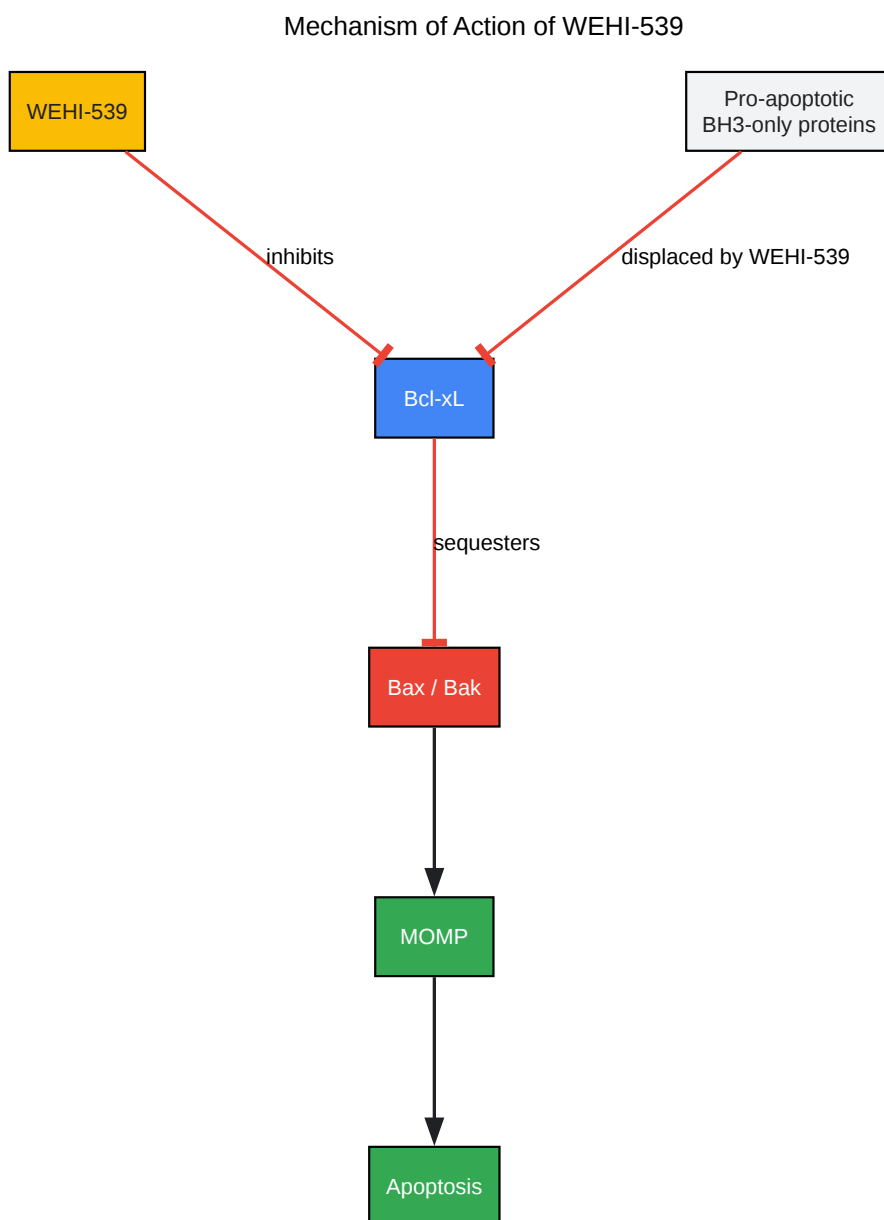 Mechanism of Action of WEHI-539
WEHI-539
Pro-apoptotic
BH3-only proteins
inhibits
displaced by WEHI-539
Bcl-xL
sequesters
Bax / Bak
MOMP
Apoptosis